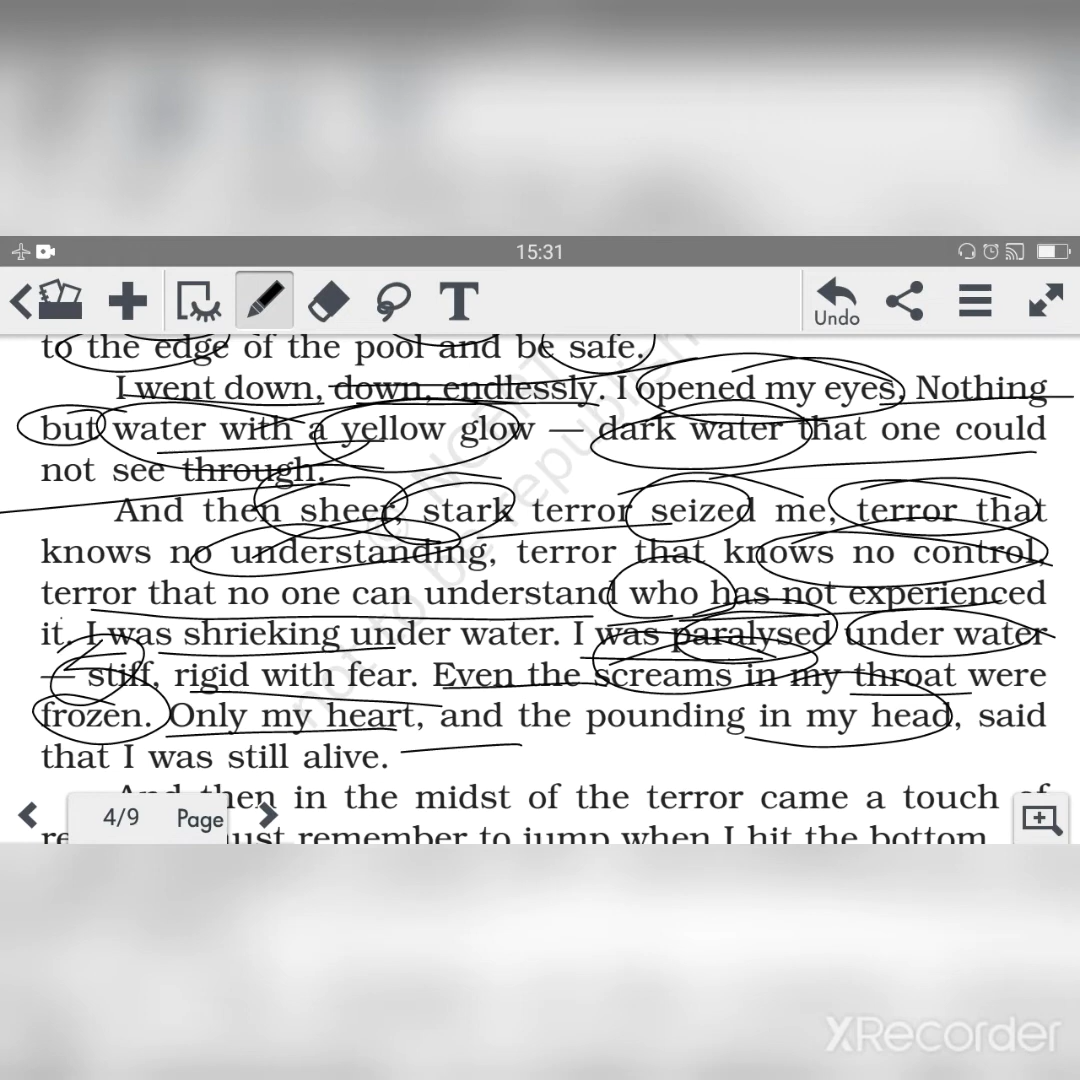 15:31
Undo
to the edge of the pool and be safe.
I went down, down, endlessly. I opened my eyes. Nothing
but water with a yellow glow — dark water that one could
not see through.
And then sheer, stark terror seized me, terror that
knows no understanding, terror that knows no control,
terror that no one can understand who has not experienced
it. I was shrieking under water. I was paralysed under water
— stiff, rigid with fear. Even the screams in my throat were
frozen. Only my heart, and the pounding in my head, said
that I was still alive.
And then in the midst of the terror came a touch of
must remember to jump when I hit the bottom.
4/9 Page
not to be republish
XRecorder